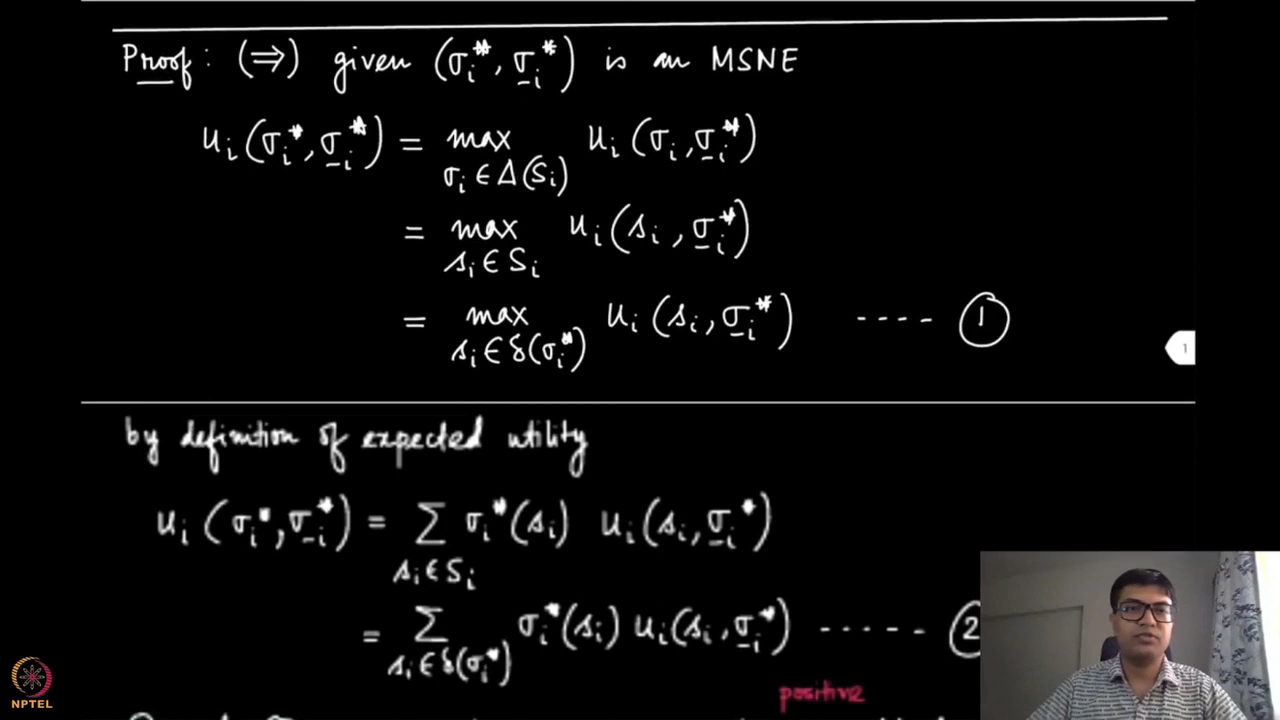 Proof : (⇒) given (σᵢ*, σ̲ᵢ*) is an MSNE
uᵢ(σᵢ*, σ̲ᵢ*) = max uᵢ(σᵢ, σ̲ᵢ*)
σᵢ ∈ Δ(Sᵢ)
= max uᵢ(sᵢ, σ̲ᵢ*)
sᵢ ∈ Sᵢ
= max uᵢ(sᵢ, σ̲ᵢ*) ---- ①
sᵢ ∈ δ(σᵢ*)
1
by definition of expected utility
uᵢ(σᵢ*, σ₋ᵢ*) = Σ σᵢ*(sᵢ) uᵢ(sᵢ, σ̲ᵢ*)
sᵢ ∈ Sᵢ
= Σ σᵢ*(sᵢ) uᵢ(sᵢ, σ̲ᵢ*) ----- ②
sᵢ ∈ δ(σᵢ*)
positive
NPTEL